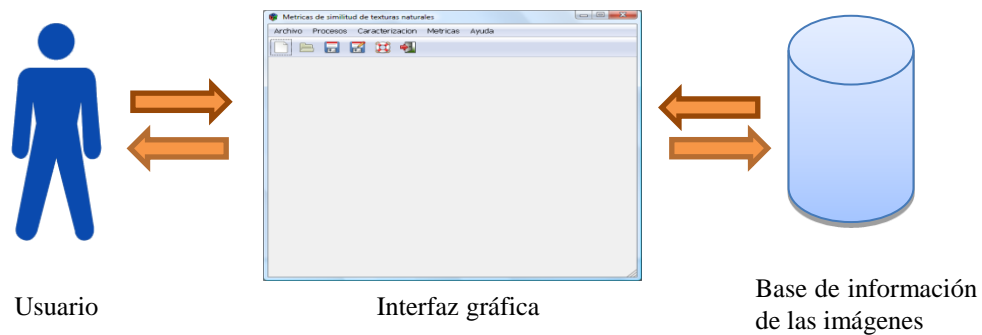 Metricas de similitud de texturas naturales
Archivo Procesos Caracterizacion Metricas Ayuda
Usuario
Interfaz gráfica
Base de información
de las imágenes